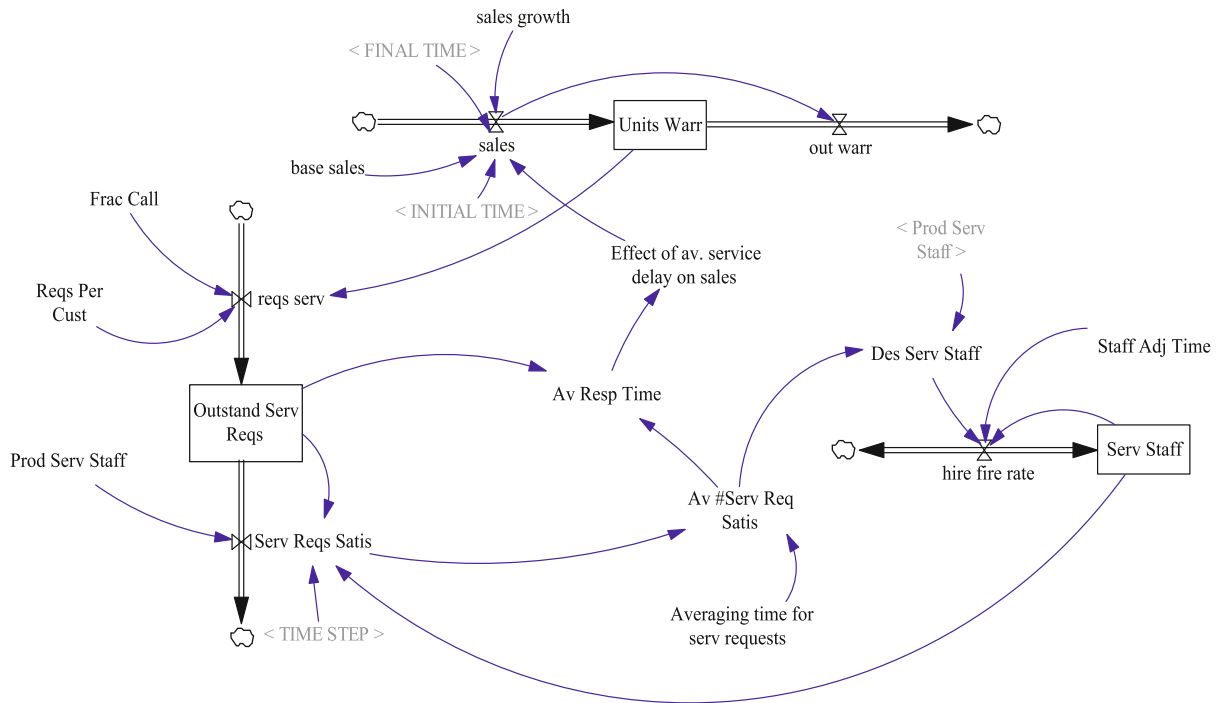 sales growth
< FINAL TIME >
Units Warr
sales
out warr
base sales
Frac Call
< INITIAL TIME >
< Prod Serv
Staff >
Effect of av. service
delay on sales
Reqs Per
Cust
reqs serv
Des Serv Staff
Staff Adj Time
Av Resp Time
Outstand Serv
Reqs
Prod Serv Staff
Serv Staff
hire fire rate
Av #Serv Req
Satis
Serv Reqs Satis
Averaging time for
serv requests
< TIME STEP >